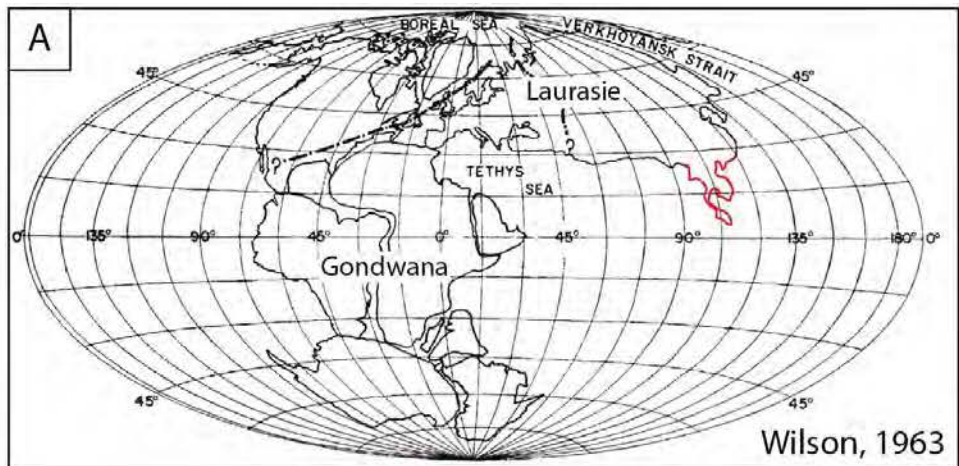 A
BOREAL SEA
VERKHOYANSK STRAIT
45°
45°
Laurasie
?
?
TETHYS
SEA
0°
135°
90°
45°
0°
45°
90°
135°
180°
0°
Gondwana
45°
45°
Wilson, 1963